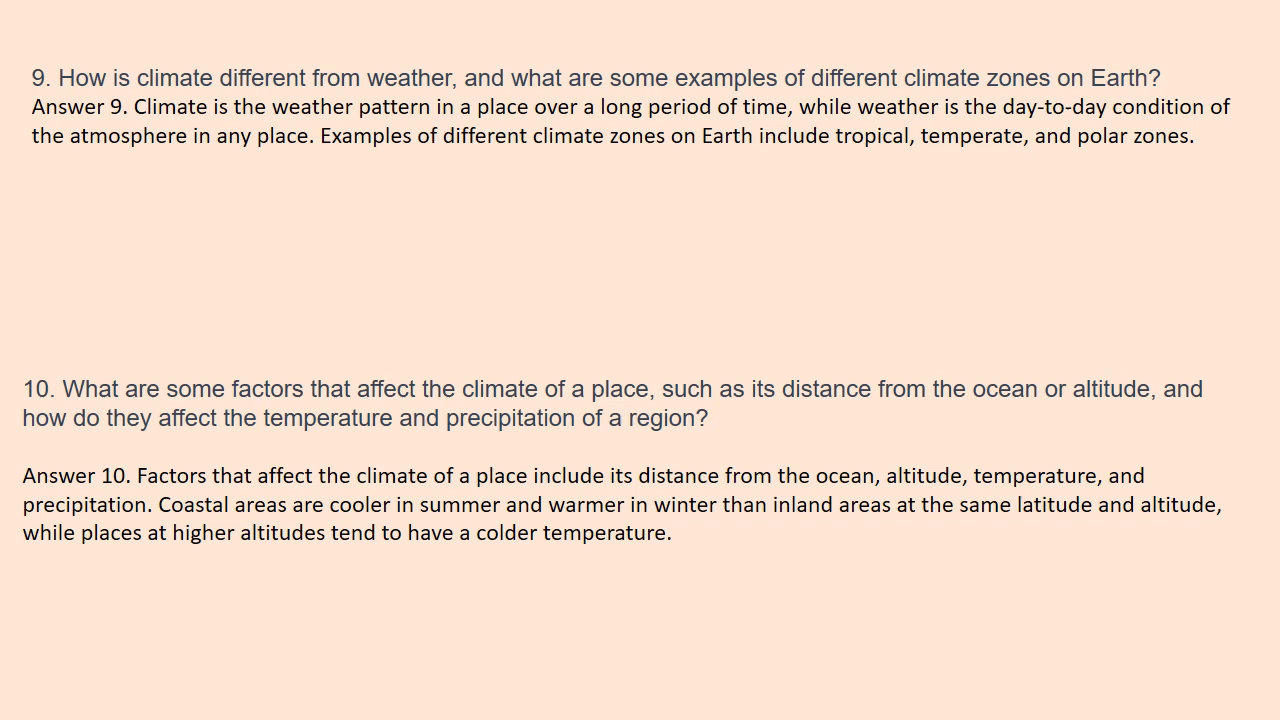 9. How is climate different from weather, and what are some examples of different climate zones on Earth?
Answer 9. Climate is the weather pattern in a place over a long period of time, while weather is the day-to-day condition of
the atmosphere in any place. Examples of different climate zones on Earth include tropical, temperate, and polar zones.
10. What are some factors that affect the climate of a place, such as its distance from the ocean or altitude, and
how do they affect the temperature and precipitation of a region?
Answer 10. Factors that affect the climate of a place include its distance from the ocean, altitude, temperature, and
precipitation. Coastal areas are cooler in summer and warmer in winter than inland areas at the same latitude and altitude,
while places at higher altitudes tend to have a colder temperature.